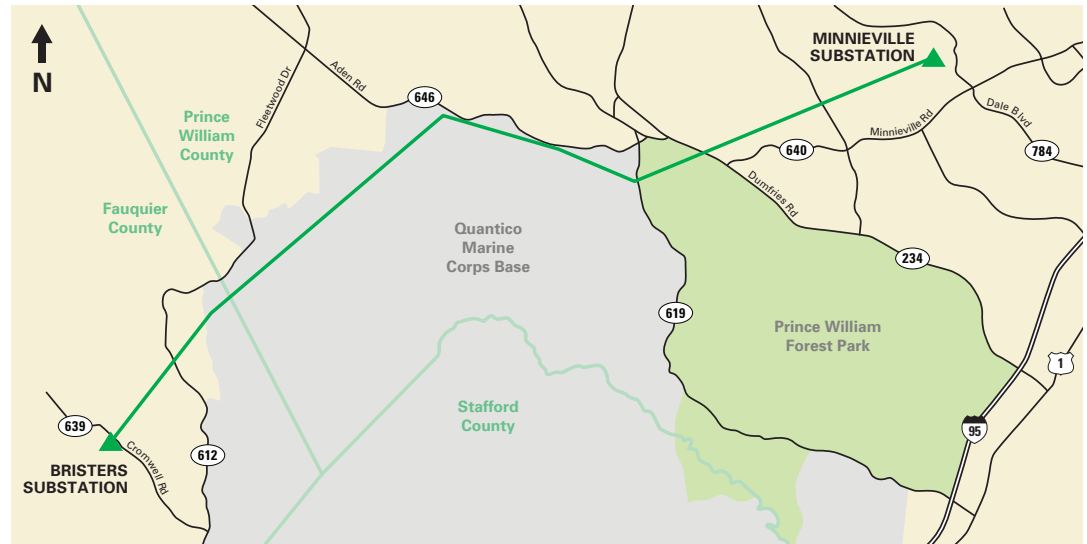 MINNIEVILLE
SUBSTATION
N
Aden Rd
646
Fleetwood Dr
Prince
William
County
Dale Blvd
Minnieville Rd
640
784
Dumfries Rd
Fauquier
County
Quantico
Marine
Corps Base
234
619
Prince William
Forest Park
1
Stafford
County
639
95
Cromwell Rd
612
BRISTERS
SUBSTATION